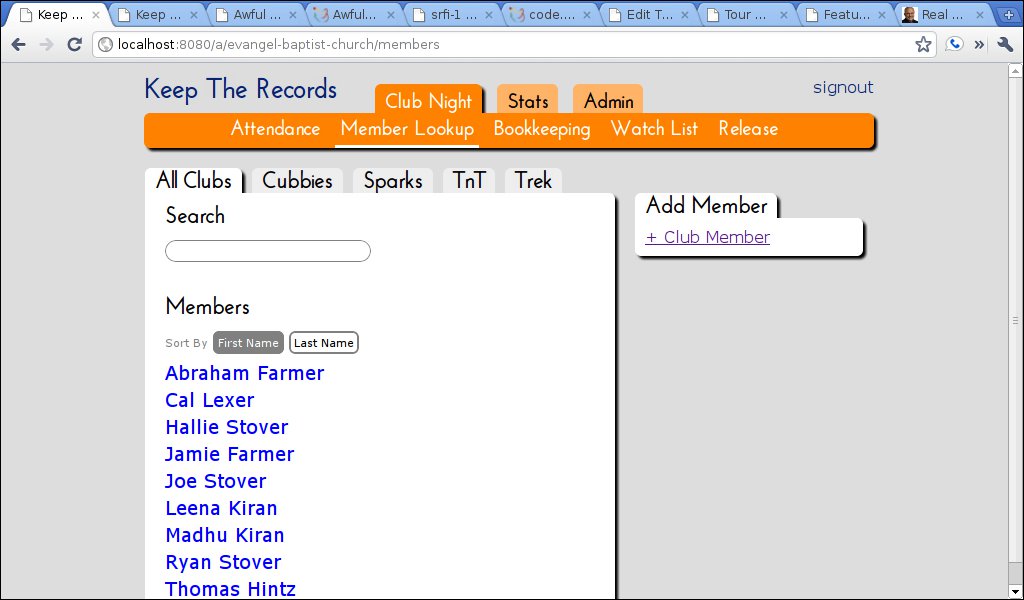 Keep ... Keep ... Awful ... Awful... srfi-1 ... code.... Edit T... Tour ... Featu... Real ...
localhost:8080/a/evangel-baptist-church/members
Keep The Records Club Night Stats Admin signout
Attendance Member Lookup Bookkeeping Watch List Release
All Clubs Cubbies Sparks TnT Trek
Search
Add Member
+ Club Member
Members
Sort By First Name Last Name
Abraham Farmer
Cal Lexer
Hallie Stover
Jamie Farmer
Joe Stover
Leena Kiran
Madhu Kiran
Ryan Stover
Thomas Hintz